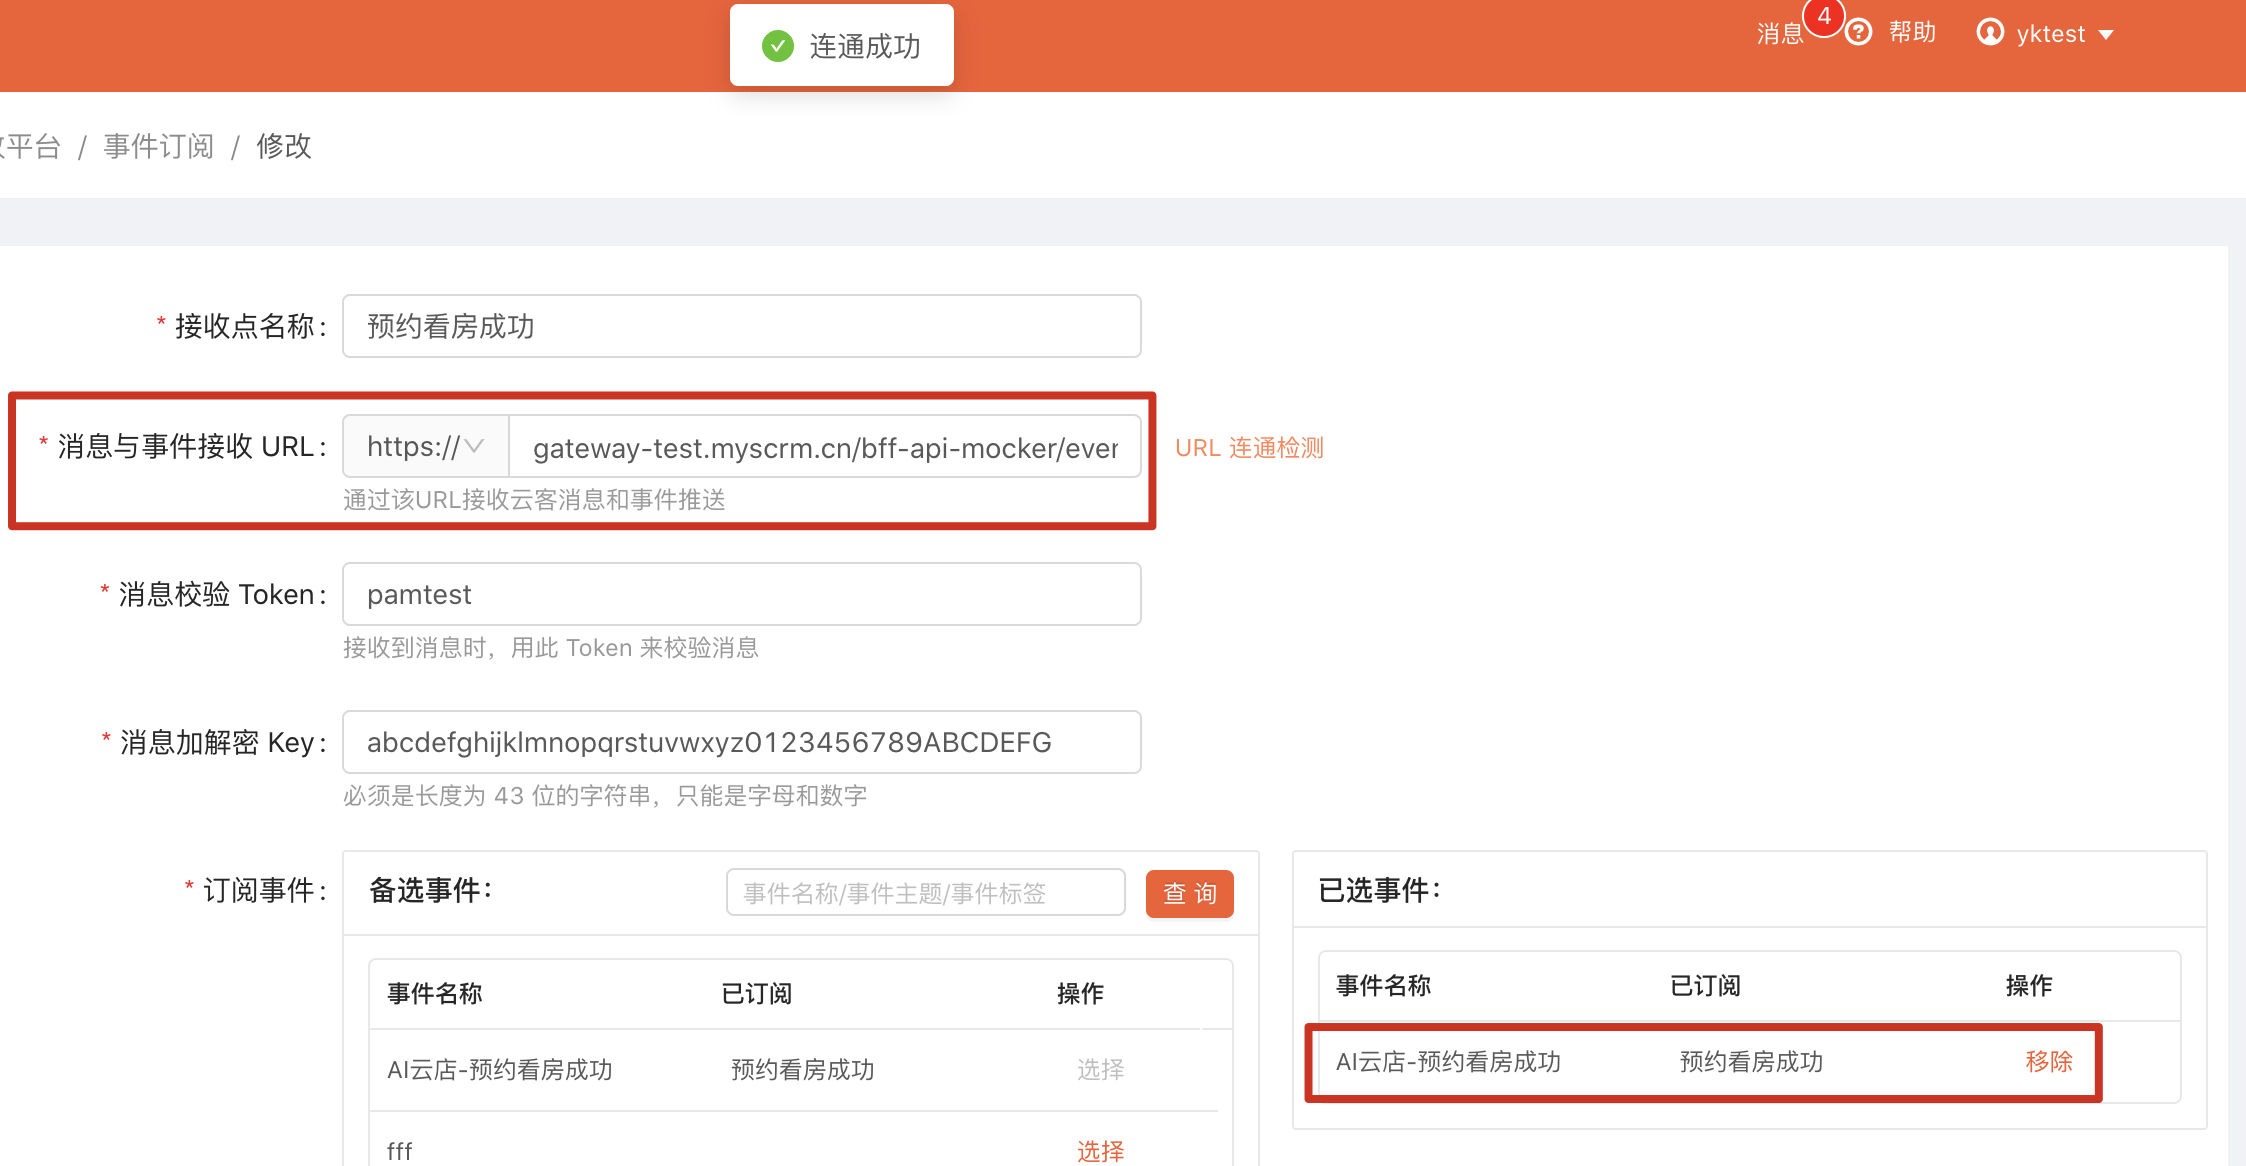 连通成功
消息 4 帮助 yktest
平台 / 事件订阅 / 修改
* 接收点名称: 预约看房成功
* 消息与事件接收 URL: https:// gateway-test.myscrm.cn/bff-api-mocker/ever URL 连通检测
通过该URL接收云客消息和事件推送
* 消息校验 Token: pamtest
接收到消息时，用此 Token 来校验消息
* 消息加解密 Key: abcdefghijklmnopqrstuvwxyz0123456789ABCDEFG
必须是长度为 43 位的字符串，只能是字母和数字
* 订阅事件: 备选事件: 事件名称/事件主题/事件标签 查 询
事件名称 已订阅 操作
AI云店-预约看房成功 预约看房成功 选择
fff 选择
已选事件:
事件名称 已订阅 操作
AI云店-预约看房成功 预约看房成功 移除